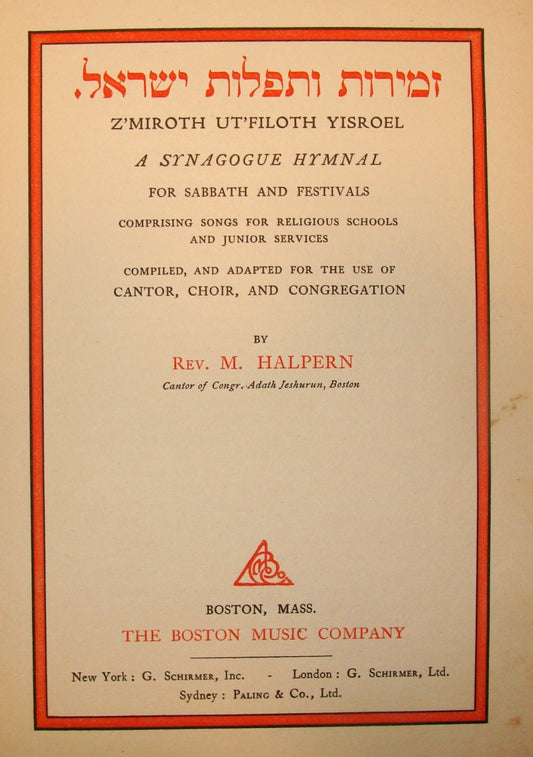 זמירות ותפלות ישראל.
Z'MIROTH UT'FILOTH YISROEL
A SYNAGOGUE HYMNAL
FOR SABBATH AND FESTIVALS
COMPRISING SONGS FOR RELIGIOUS SCHOOLS
AND JUNIOR SERVICES
COMPILED, AND ADAPTED FOR THE USE OF
CANTOR, CHOIR, AND CONGREGATION
BY
REV. M. HALPERN
Cantor of Congr. Adath Jeshurun, Boston
BOSTON, MASS.
THE BOSTON MUSIC COMPANY
New York : G. SCHIRMER, INC. - London : G. SCHIRMER, LTD.
Sydney : PALING & CO., LTD.